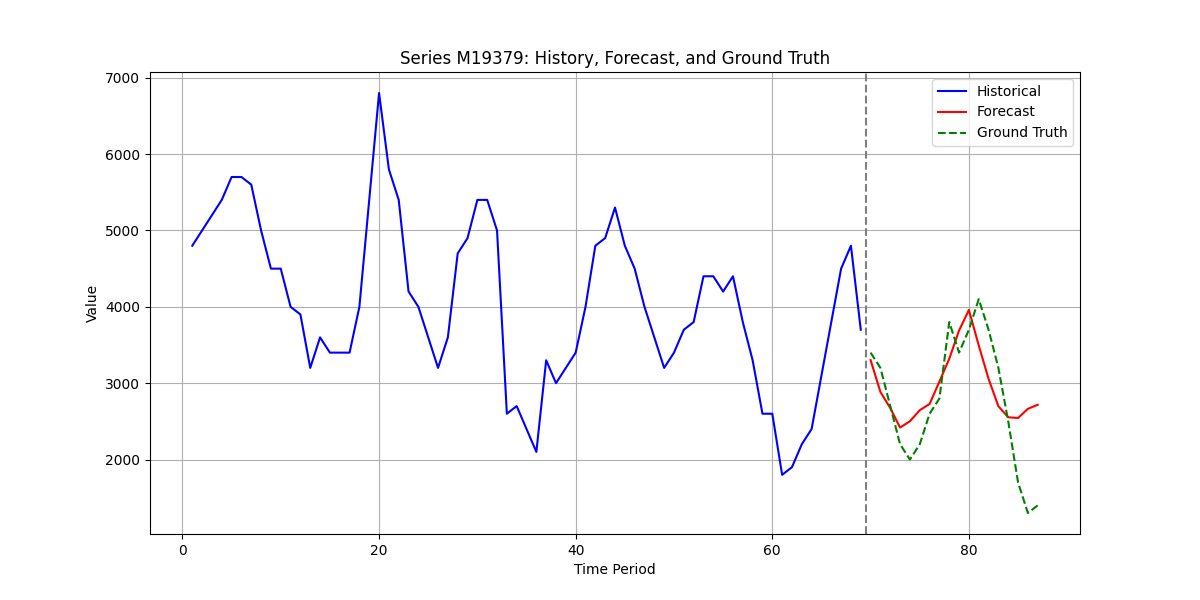 Series M19379: History, Forecast, and Ground Truth
Historical
Forecast
Ground Truth
7000
6000
5000
4000
3000
2000
Value
0 20 40 60 80
Time Period